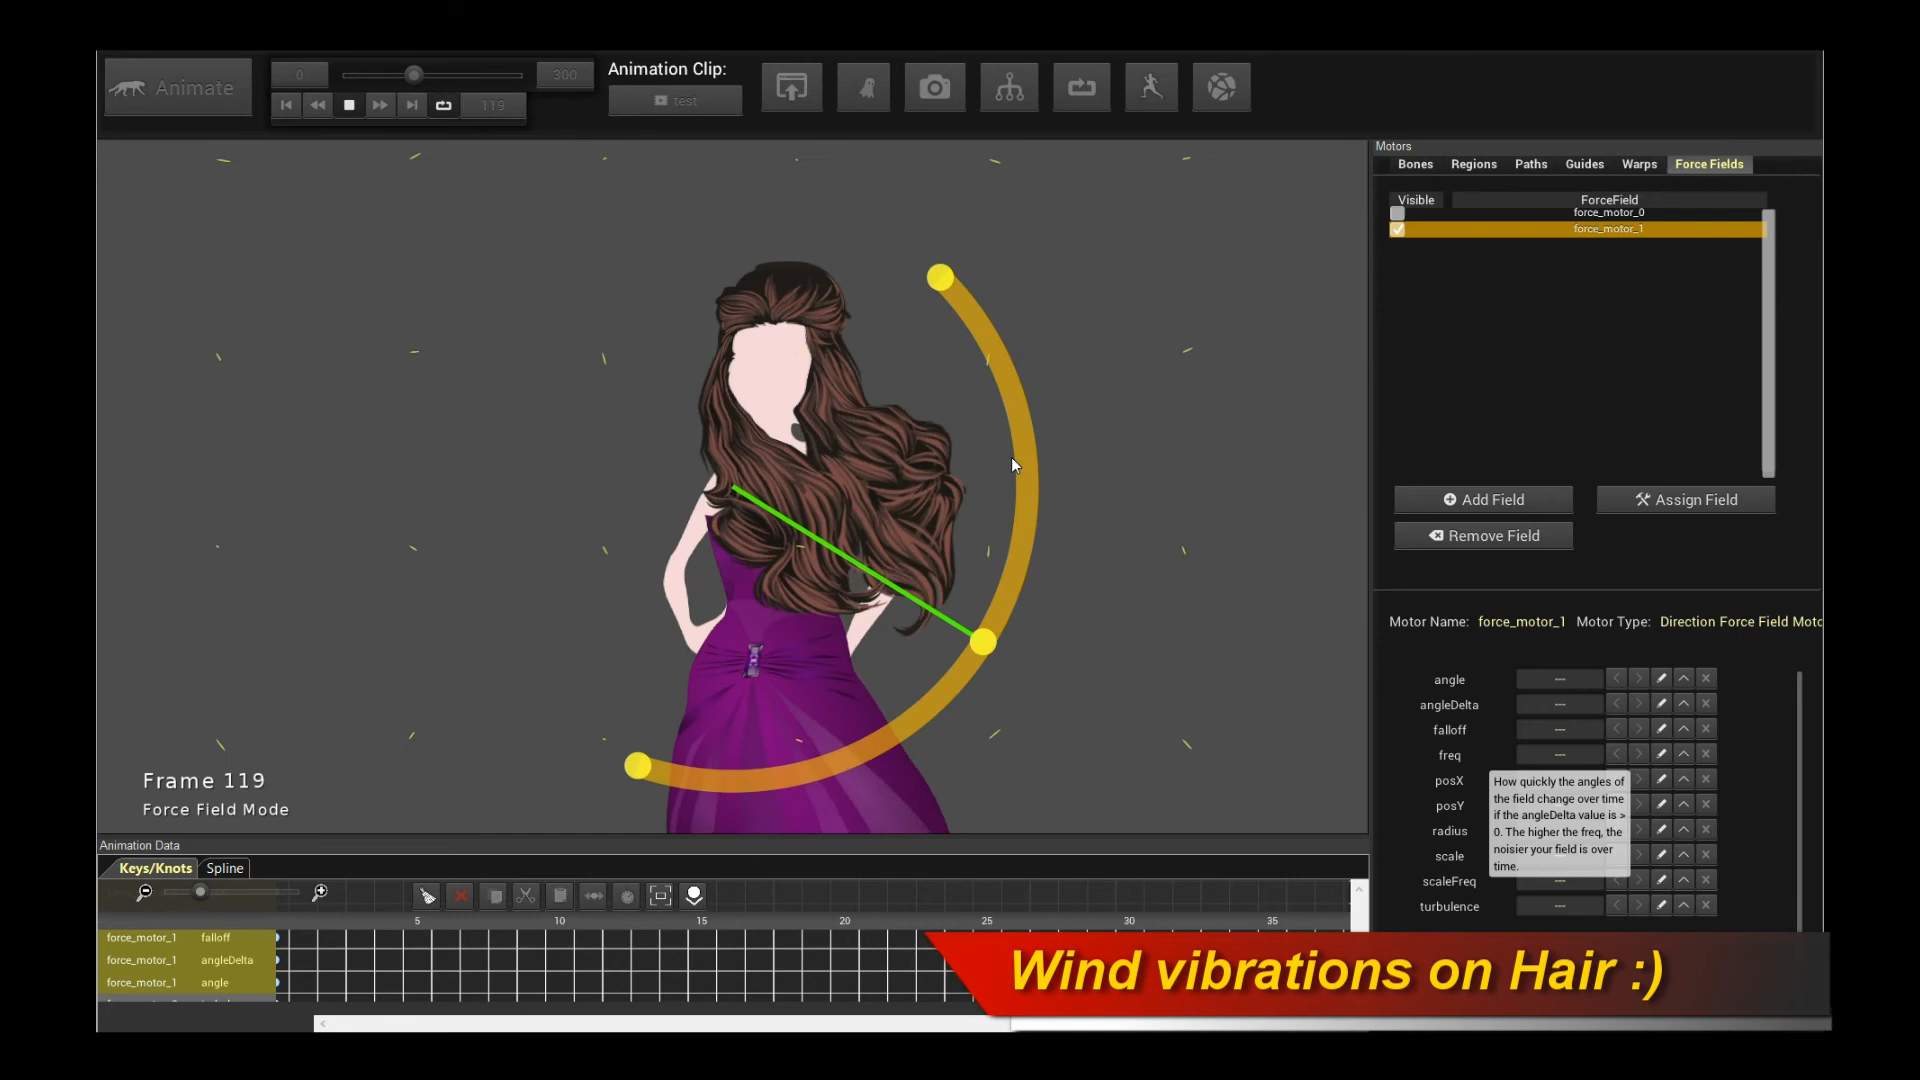 Animate
0
300
119
Animation Clip:
test
Motors
Bones Regions Paths Guides Warps Force Fields
Visible ForceField
force_motor_0
force_motor_1
Add Field Assign Field
Remove Field
Motor Name: force_motor_1 Motor Type: Direction Force Field Moto
angle ---
angleDelta ---
falloff ---
freq ---
posX
posY
radius
scale
scaleFreq
turbulence ---
How quickly the angles of
the field change over time
if the angleDelta value is >
0. The higher the freq, the
noisier your field is over
time.
Frame 119
Force Field Mode
Animation Data
Keys/Knots Spline
5 10 15 20 25 30 35
force_motor_1 falloff
force_motor_1 angleDelta
force_motor_1 angle
Wind vibrations on Hair :)